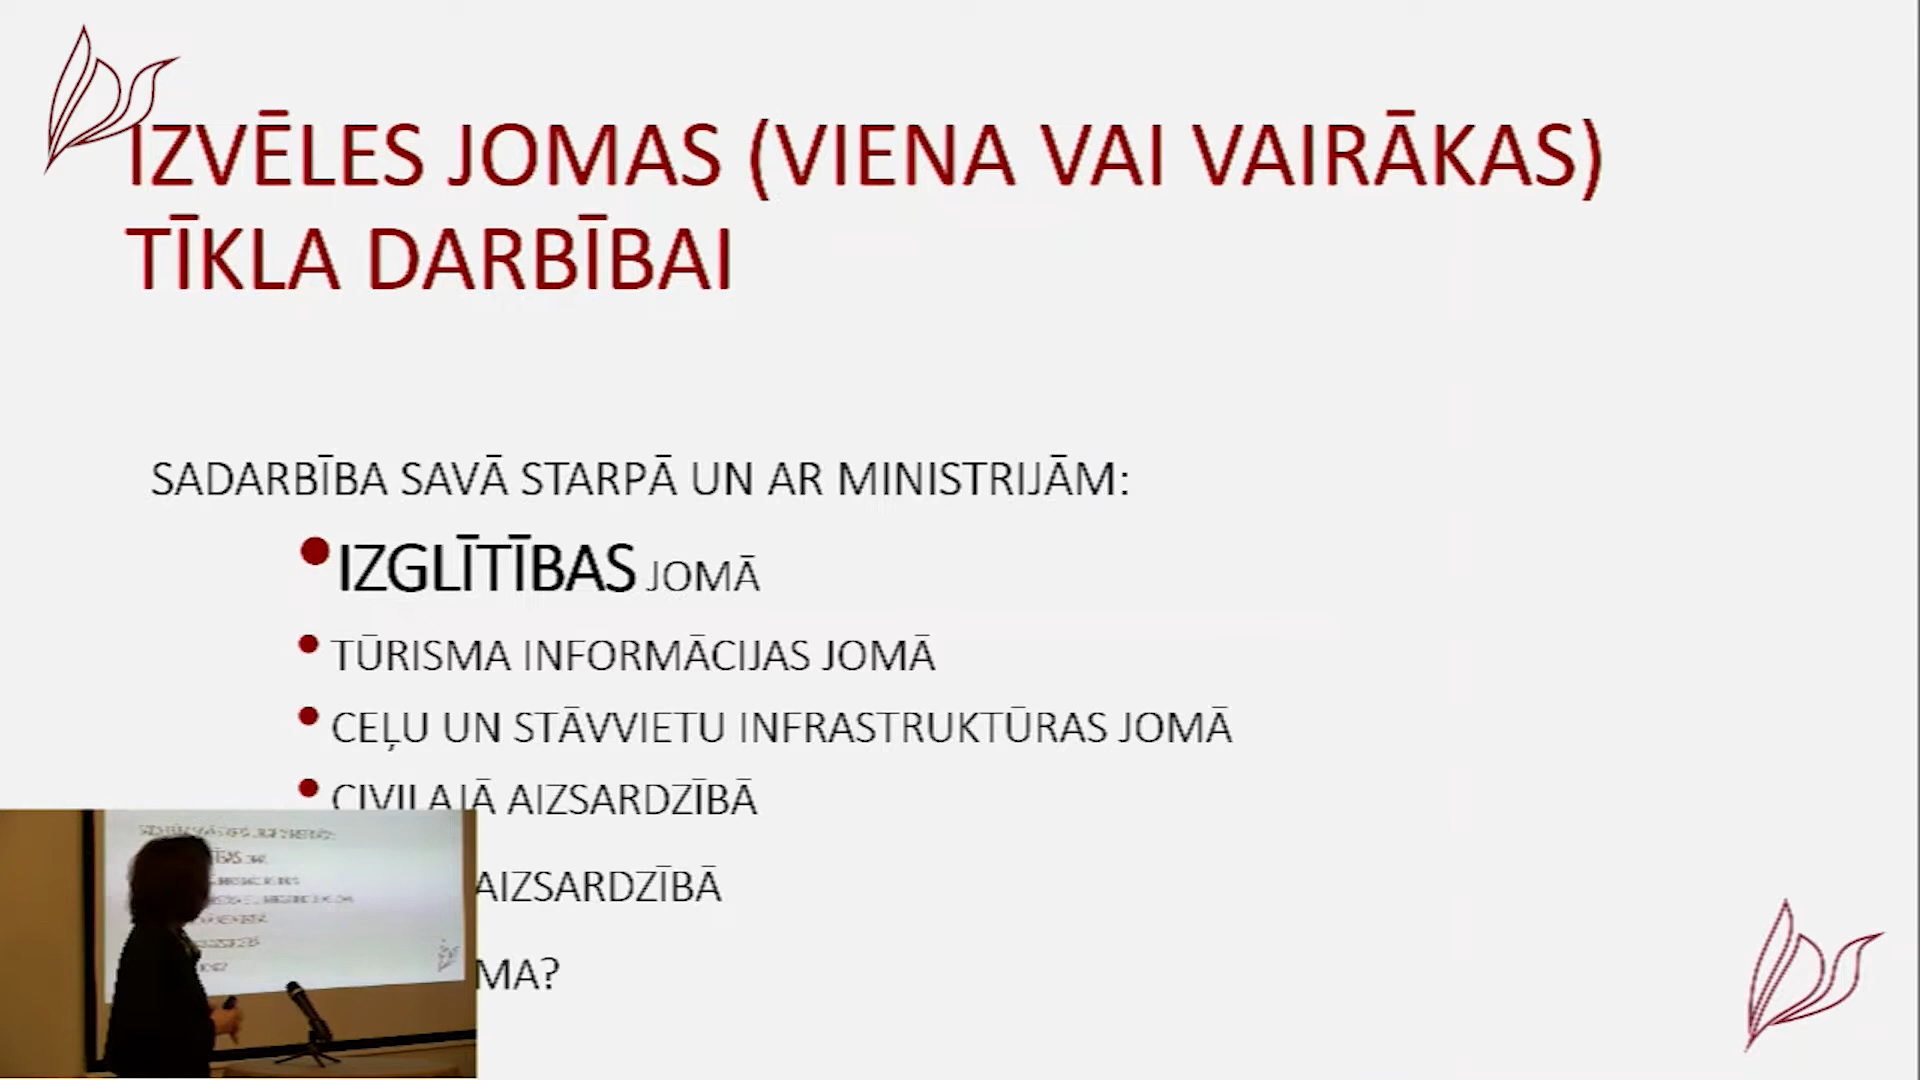 IZVĒLES JOMAS (VIENA VAI VAIRĀKAS)
TĪKLA DARBĪBAI
SADARBĪBA SAVĀ STARPĀ UN AR MINISTRIJĀM:
•IZGLĪTĪBAS JOMĀ
• TŪRISMA INFORMĀCIJAS JOMĀ
• CEĻU UN STĀVVIETU INFRASTRUKTŪRAS JOMĀ
• CIVILAJĀ AIZSARDZĪBĀ
AIZSARDZĪBĀ
MA?